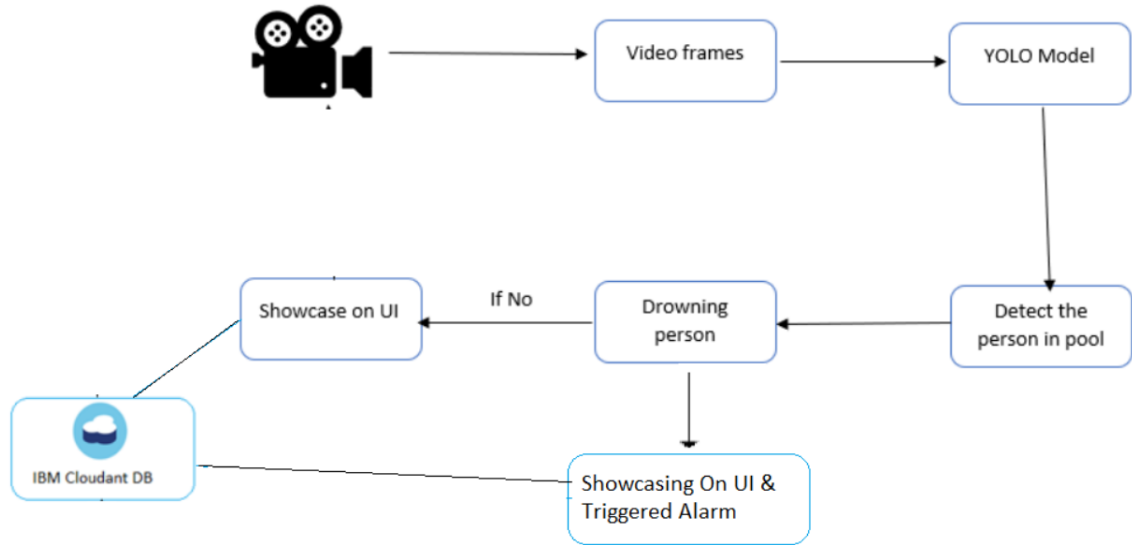 Video frames
YOLO Model
Showcase on UI
If No
Drowning
person
Detect the
person in pool
IBM Cloudant DB
Showcasing On UI &
Triggered Alarm